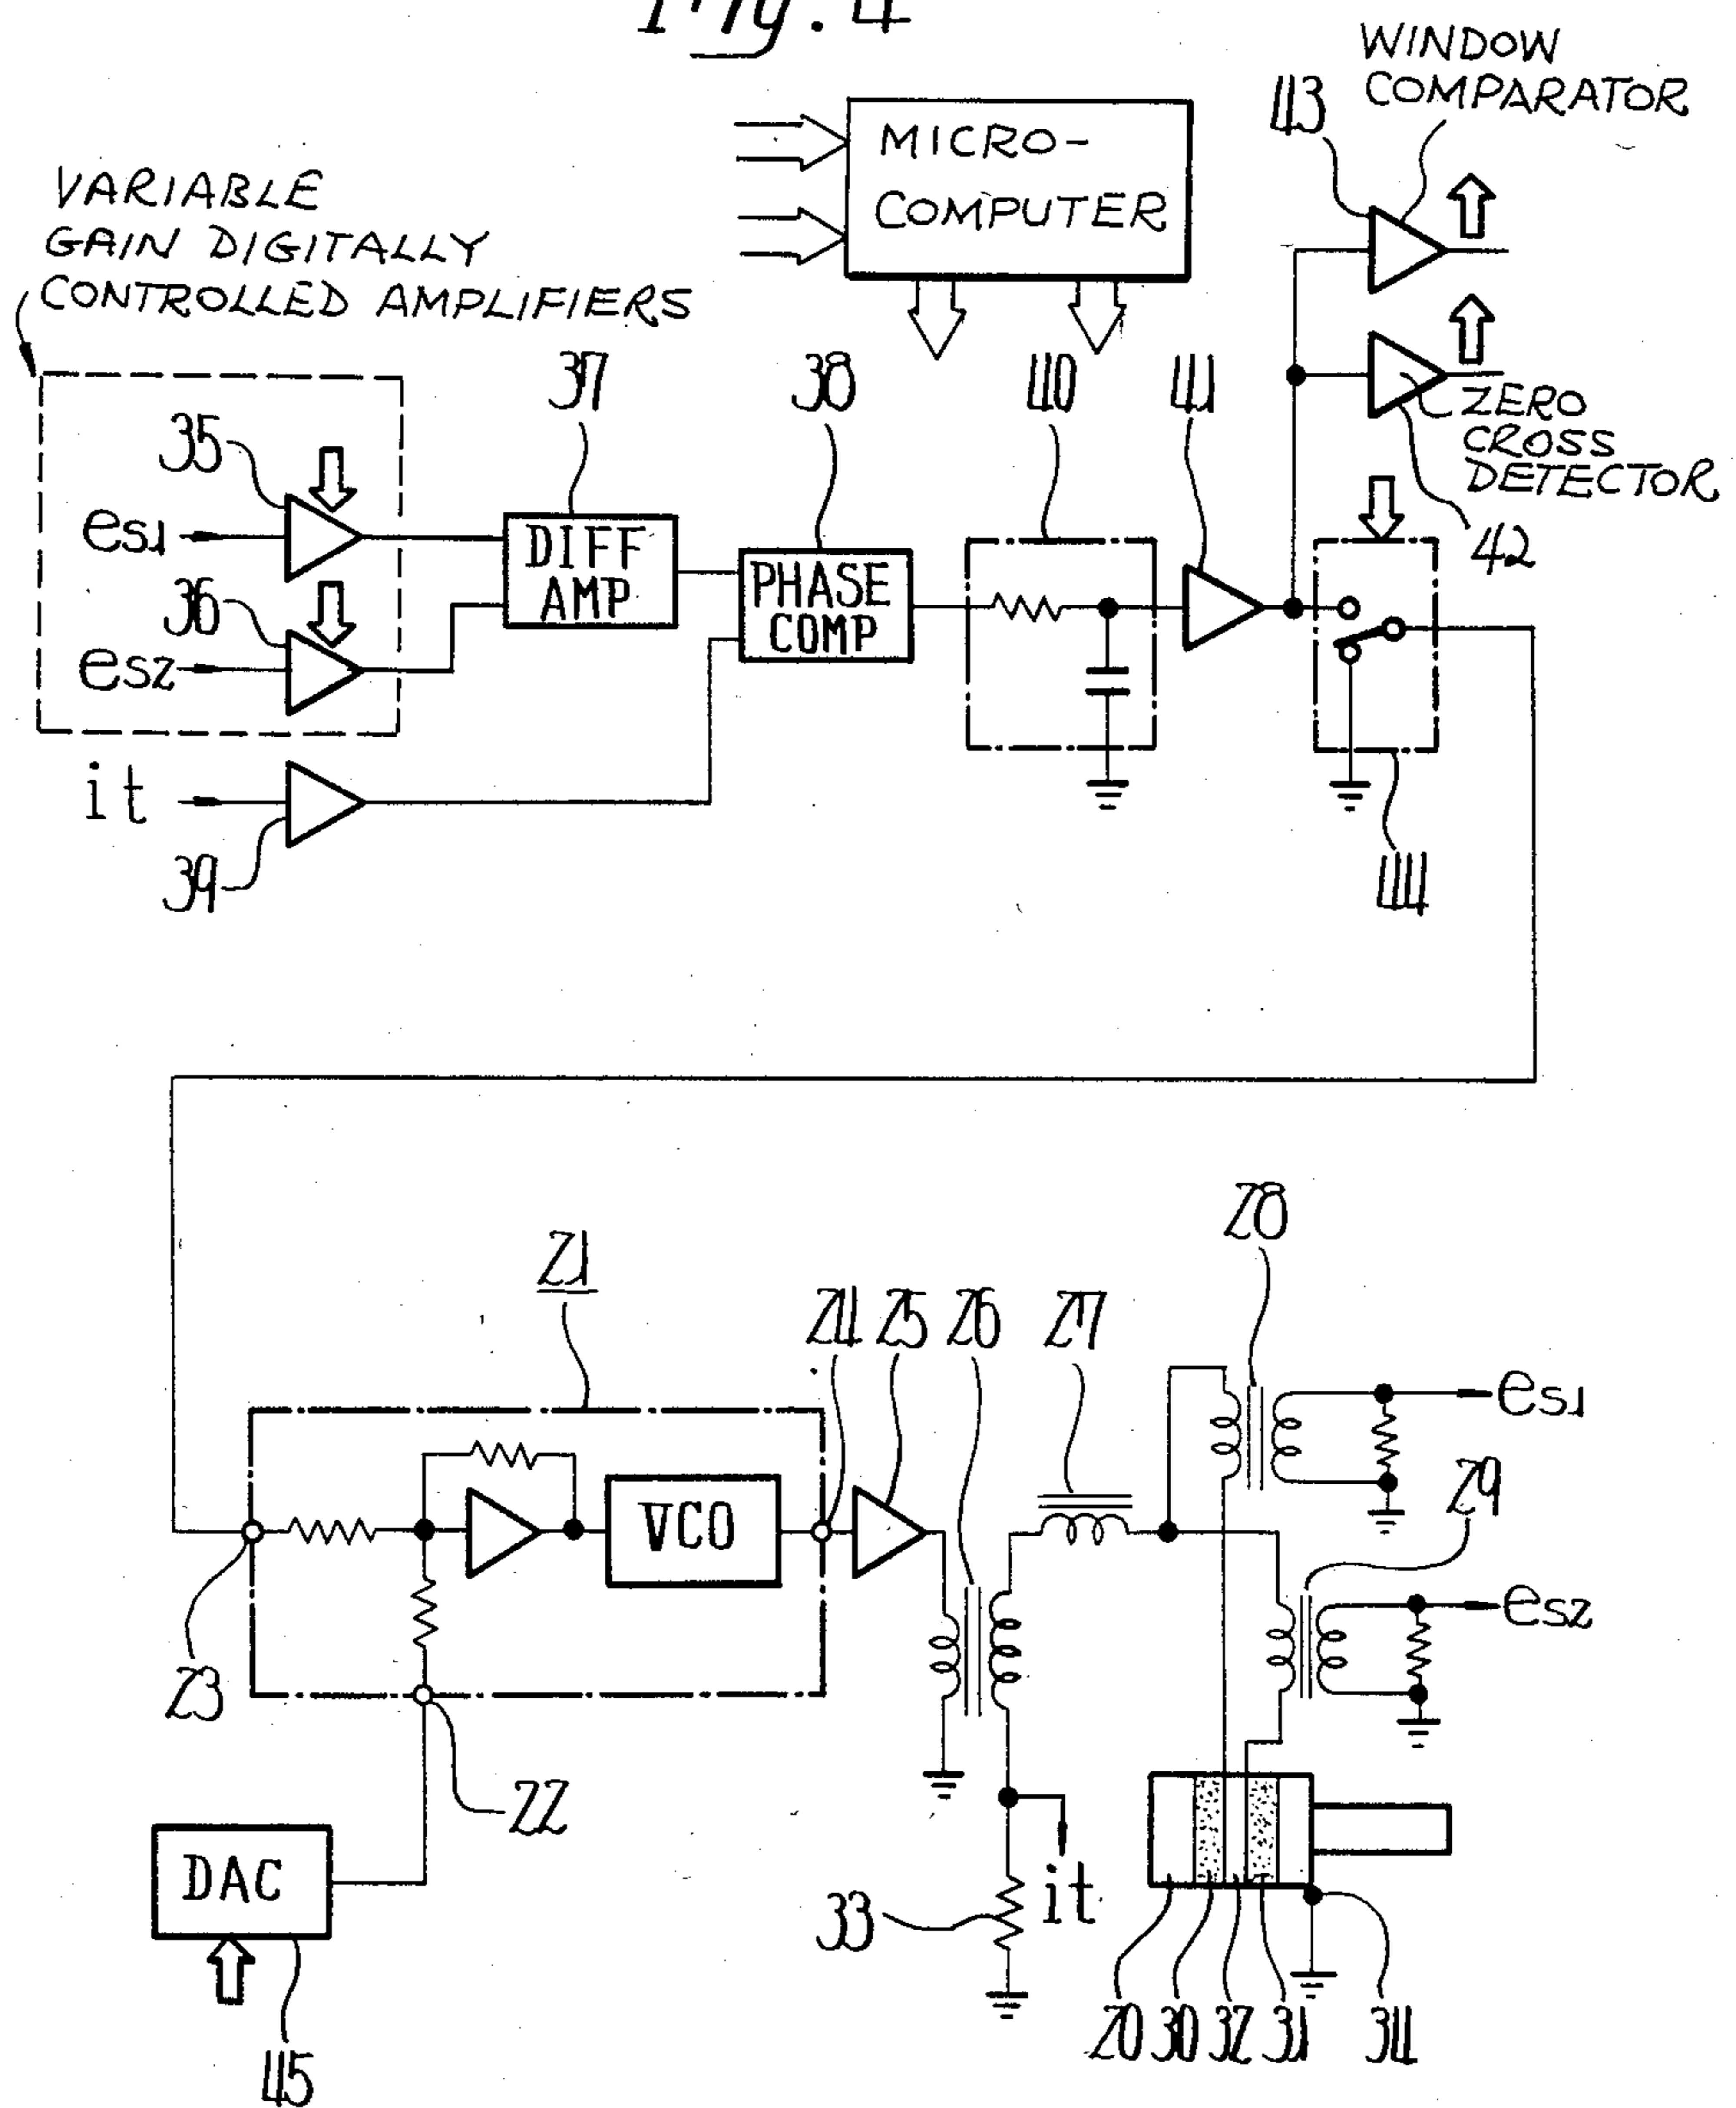 Fig. 4
WINDOW
COMPARATOR
43
MICRO-
COMPUTER
VARIABLE
GAIN DIGITALLY
CONTROLLED AMPLIFIERS
37
38
40
41
ZERO
CROSS
DETECTOR
42
35
es1
36
es2
DIFF
AMP
PHASE
COMP
it
39
44
28
21
24
25
26
27
es1
29
VCO
es2
23
22
DAC
33
it
20
30
32
31
34
45